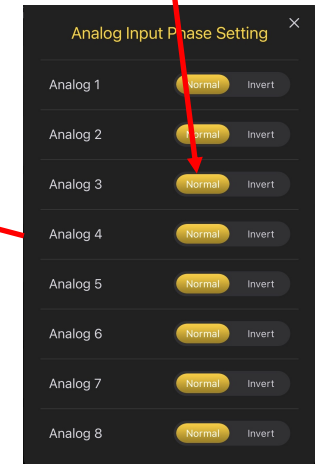 Analog Input Phase Setting ×
Analog 1 Normal Invert
Analog 2 Normal Invert
Analog 3 Normal Invert
Analog 4 Normal Invert
Analog 5 Normal Invert
Analog 6 Normal Invert
Analog 7 Normal Invert
Analog 8 Normal Invert